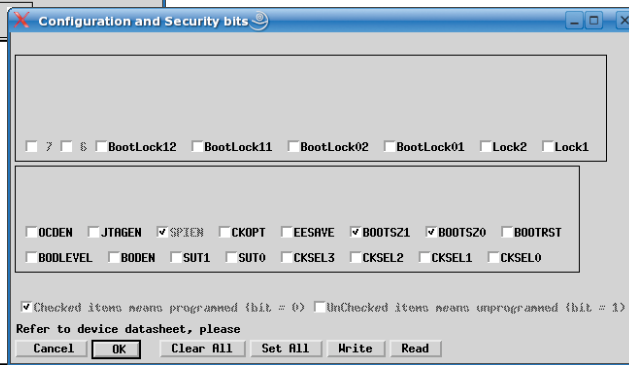 Configuration and Security bits
7 6 BootLock12 BootLock11 BootLock02 BootLock01 Lock2 Lock1
OCDEN JTAGEN SPIEN CKOPT EESAVE BOOTSZ1 BOOTSZ0 BOOTRST
BODLEVEL BODEN SUT1 SUT0 CKSEL3 CKSEL2 CKSEL1 CKSEL0
Checked items means programmed (bit = 0) UnChecked items means unprogrammed (bit = 1)
Refer to device datasheet, please
Cancel OK Clear All Set All Write Read